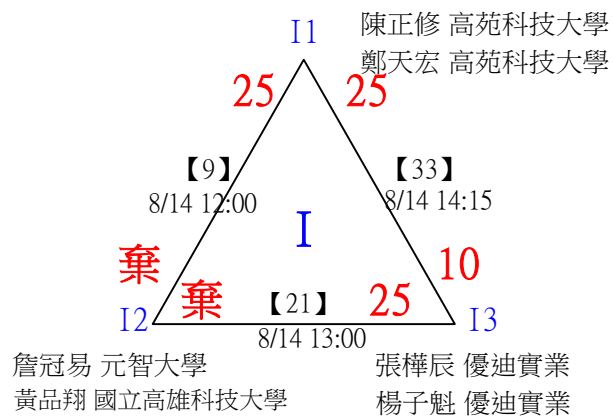 I1
陳正修 高苑科技大學
鄭天宏 高苑科技大學
25
25
【9】
8/14 12:00
【33】
8/14 14:15
I
棄
10
棄
【21】
25
I2
8/14 13:00
I3
詹冠易 元智大學
黃品翔 國立高雄科技大學
張樺辰 優迪實業
楊子魁 優迪實業